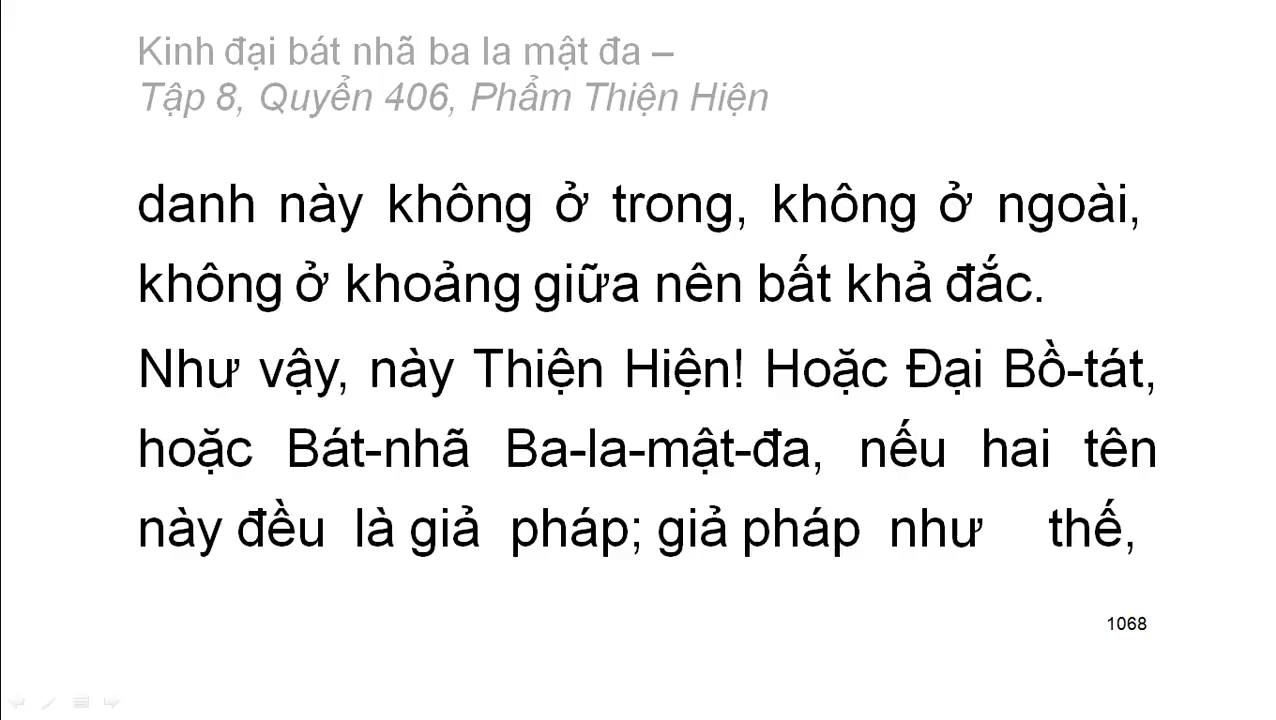 Kinh đại bát nhã ba la mật đa –
Tập 8, Quyển 406, Phẩm Thiện Hiện
danh này không ở trong, không ở ngoài,
không ở khoảng giữa nên bất khả đắc.
Như vậy, này Thiện Hiện! Hoặc Đại Bồ-tát,
hoặc Bát-nhã Ba-la-mật-đa, nếu hai tên
này đều là giả pháp; giả pháp như thế,
1068